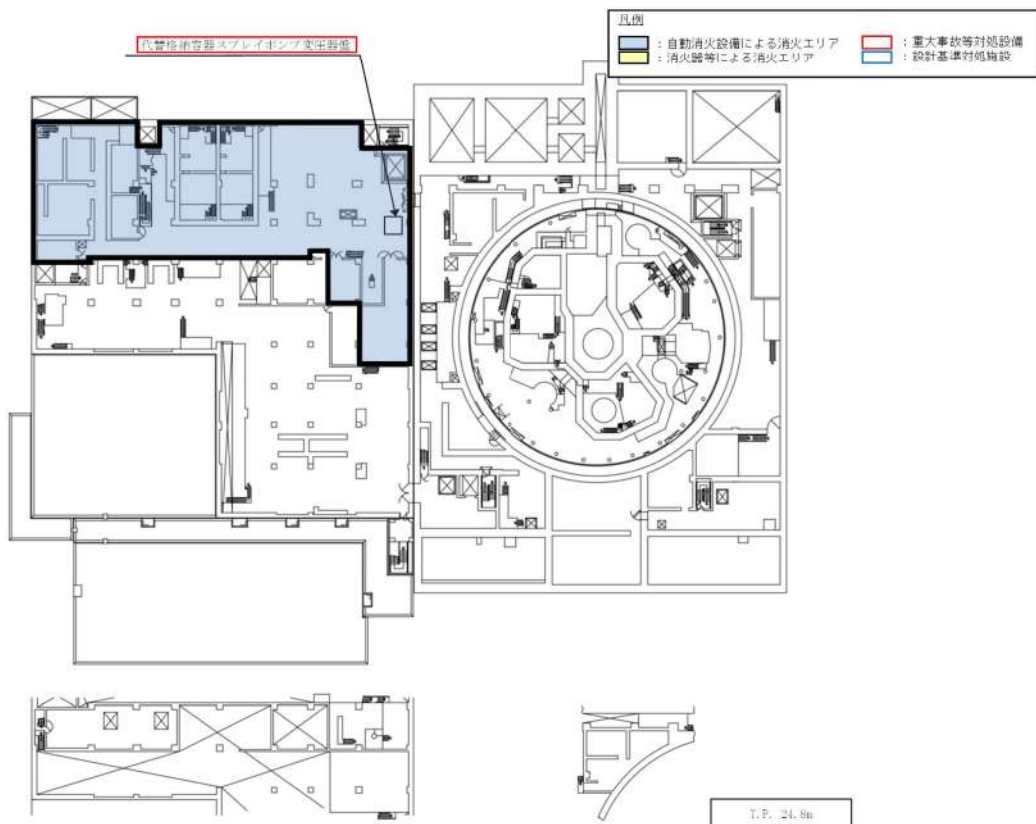 代替格納容器スプレイポンプ変圧器盤
凡例
：自動消火設備による消火エリア
：重大事故等対処設備
：消火器等による消火エリア
：設計基準対処施設
T.P. 24.8m